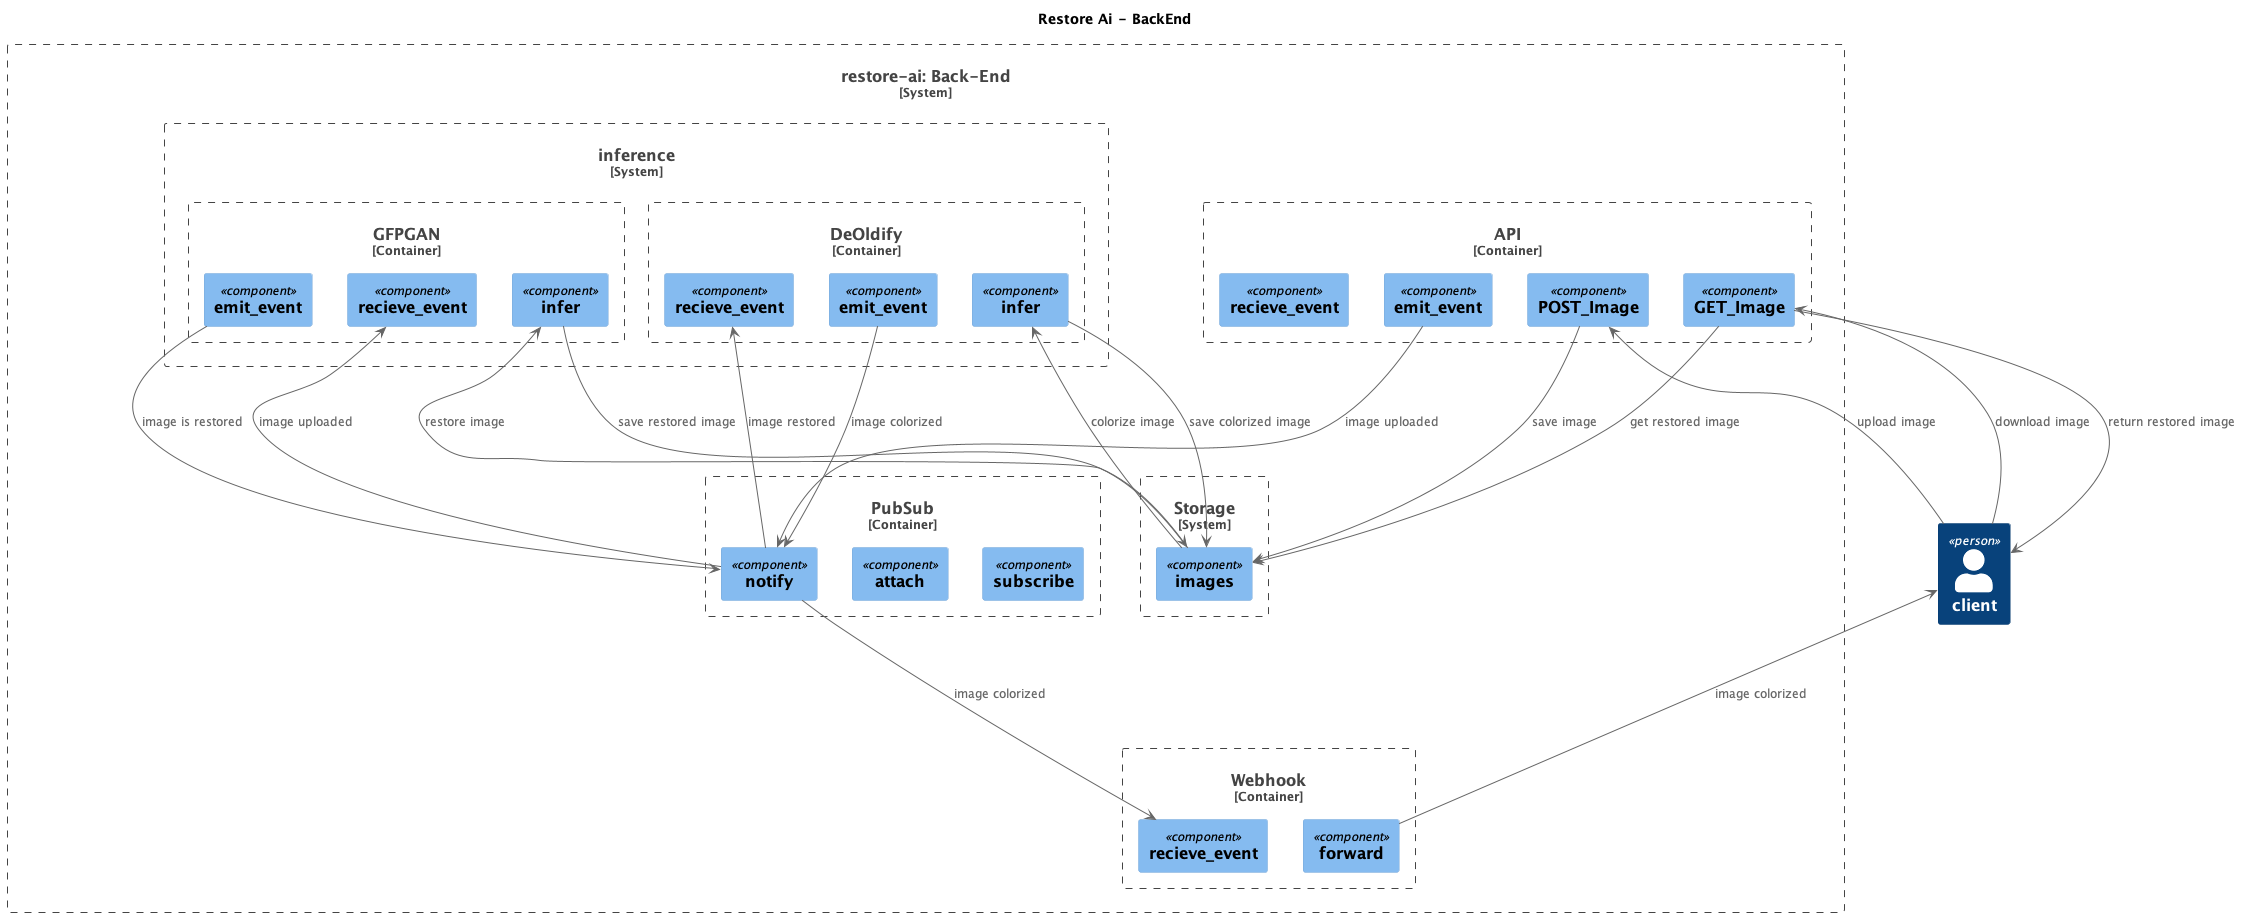 Restore Ai - BackEnd
restore-ai: Back-End
[System]
inference
[System]
GFPGAN
[Container]
DeOldify
[Container]
API
[Container]
«component»
emit_event
«component»
recieve_event
«component»
infer
«component»
recieve_event
«component»
emit_event
«component»
infer
«component»
recieve_event
«component»
emit_event
«component»
POST_Image
«component»
GET_Image
image is restored
image uploaded
restore image
save restored image
image restored
image colorized
colorize image
save colorized image
image uploaded
save image
get restored image
upload image
download image
return restored image
PubSub
[Container]
Storage
[System]
«component»
notify
«component»
attach
«component»
subscribe
«component»
images
«person»
client
image colorized
image colorized
Webhook
[Container]
«component»
recieve_event
«component»
forward